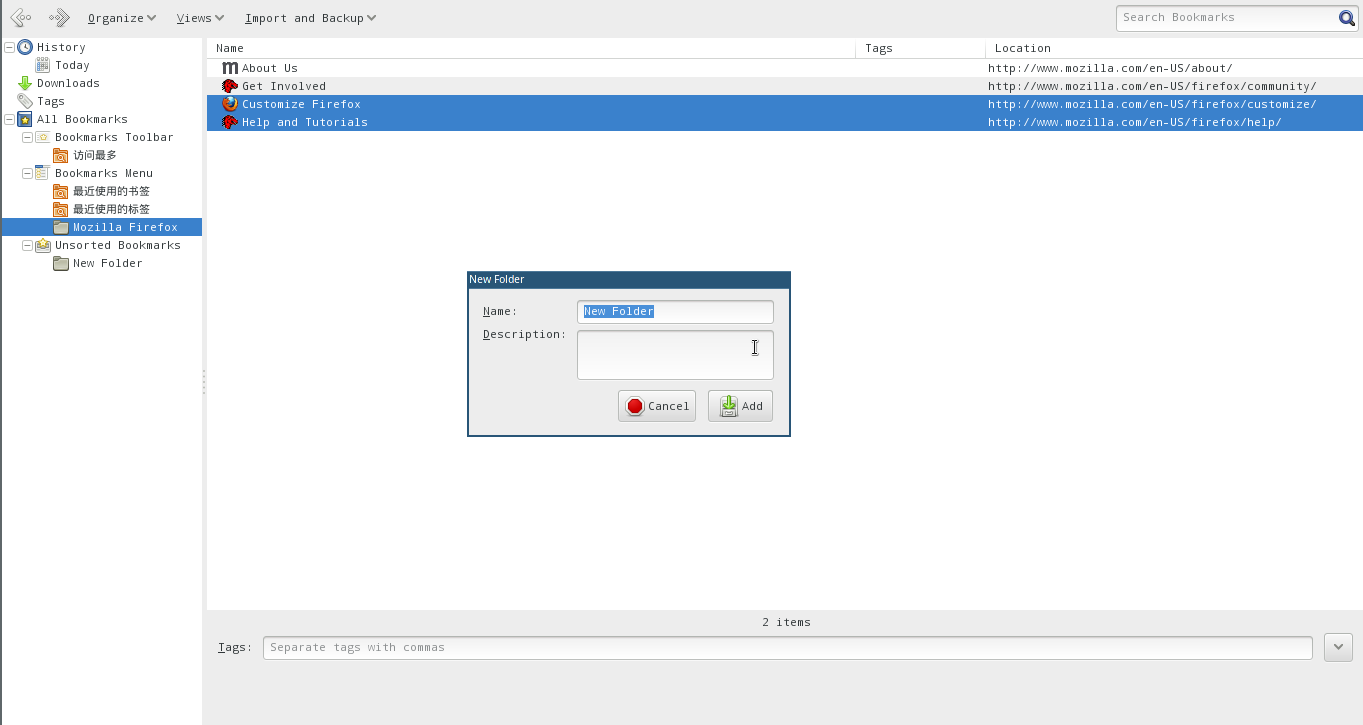 Organize Views Import and Backup Search Bookmarks
History
Today
Downloads
Tags
All Bookmarks
Bookmarks Toolbar
访问最多
Bookmarks Menu
最近使用的书签
最近使用的标签
Mozilla Firefox
Unsorted Bookmarks
New Folder
Name Tags Location
About Us http://www.mozilla.com/en-US/about/
Get Involved http://www.mozilla.com/en-US/firefox/community/
Customize Firefox http://www.mozilla.com/en-US/firefox/customize/
Help and Tutorials http://www.mozilla.com/en-US/firefox/help/
New Folder
Name: New Folder
Description:
Cancel Add
2 items
Tags: Separate tags with commas